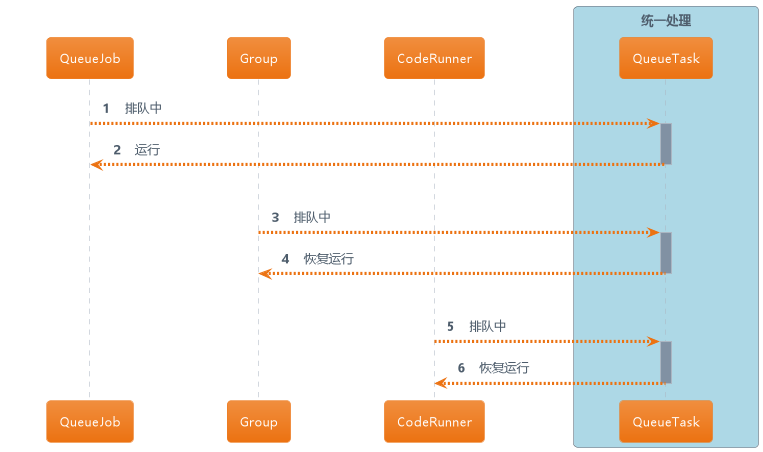 统一处理
QueueJob
Group
CodeRunner
QueueTask
1 排队中
2 运行
3 排队中
4 恢复运行
5 排队中
6 恢复运行
QueueJob
Group
CodeRunner
QueueTask